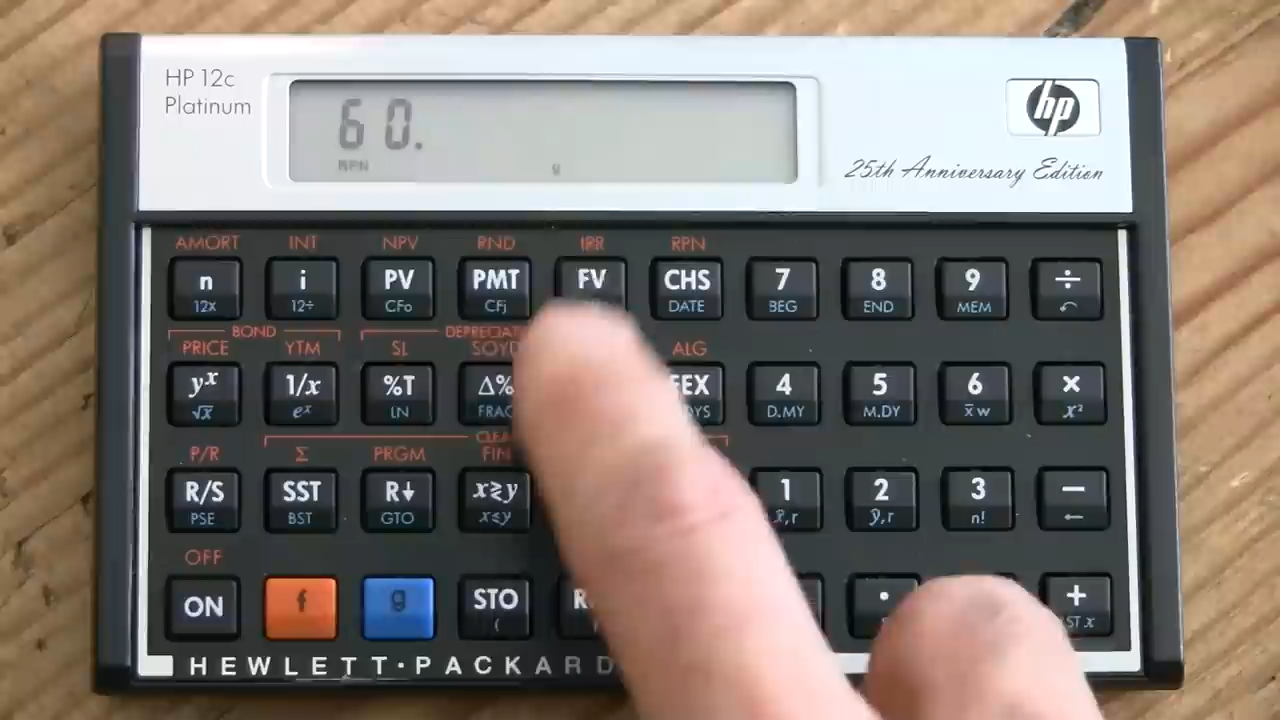 HP 12c
Platinum
60.
RPN
g
hp
25th Anniversary Edition
AMORT INT NPV RND IRR RPN
n i PV PMT FV CHS 7 8 9 ÷
12x 12÷ CFo CFj DATE BEG END MEM
BOND
PRICE YTM SL SOYD ALG
yˣ 1/x %T Δ% EEX 4 5 6 ×
√x eˣ LN D.MY M.DY x̄w x²
P/R Σ PRGM FIN
R/S SST R↓ x≷y 1 2 3 −
PSE BST GTO x≤y x̂,r ŷ,r n! ←
OFF
ON f g STO · +
(
HEWLETT·PACKARD